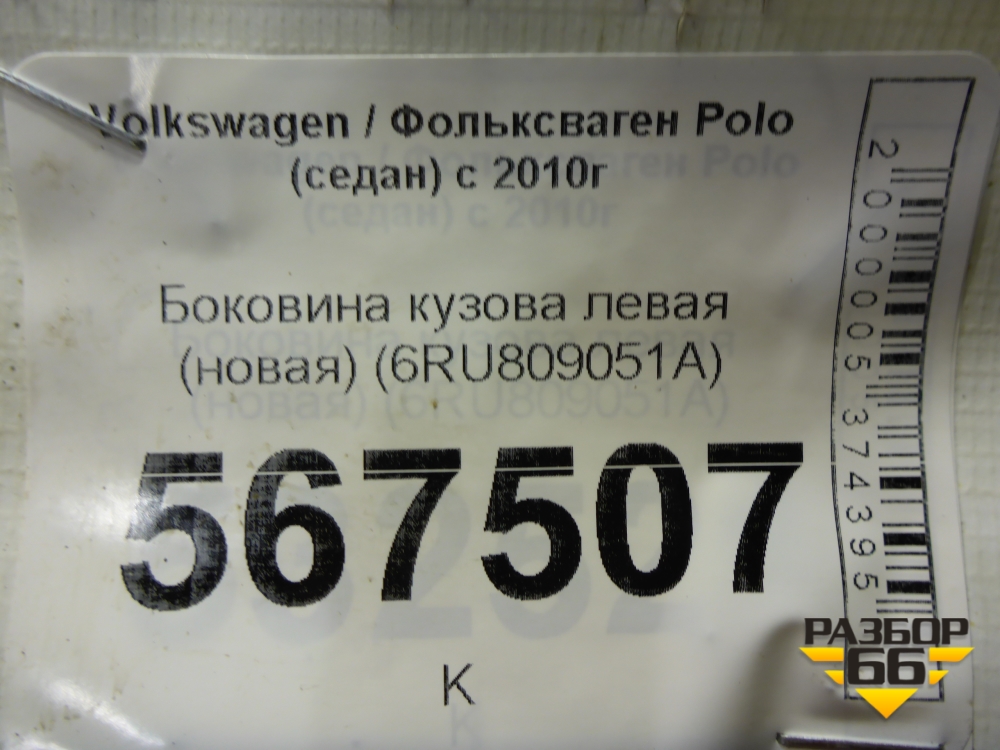 Volkswagen / Фольксваген Polo
(седан) с 2010г
Боковина кузова левая
(новая) (6RU809051A)
567507
К
2000005374395
РАЗБОР
66